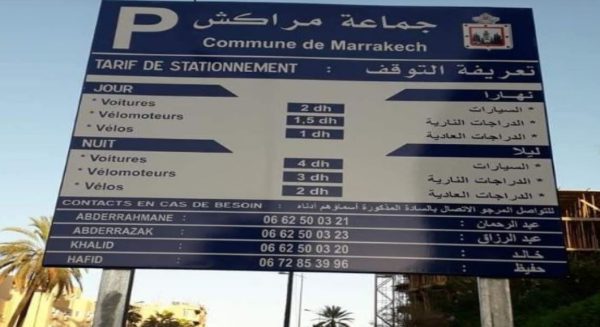 P جماعة مراكش
Commune de Marrakech
TARIF DE STATIONNEMENT : تعريفة التوقف
JOUR نهارا
* Voitures 2 dh السيارات *
* Vélomoteurs 1,5 dh الدراجات النارية *
* Vélos 1 dh الدراجات العادية *
NUIT ليلا
* Voitures 4 dh السيارات *
* Vélomoteurs 3 dh الدراجات النارية *
* Vélos 2 dh الدراجات العادية *
CONTACTS EN CAS DE BESOIN : للتواصل المرجو الاتصال بالسادة المذكورة أسماؤهم أدناه :
ABDERRAHMANE : 06 62 50 03 21 عبد الرحمان :
ABDERRAZAK : 06 62 50 03 23 عبد الرزاق :
KHALID : 06 62 50 03 20 خالد :
HAFID : 06 72 85 39 96 حفيظ :